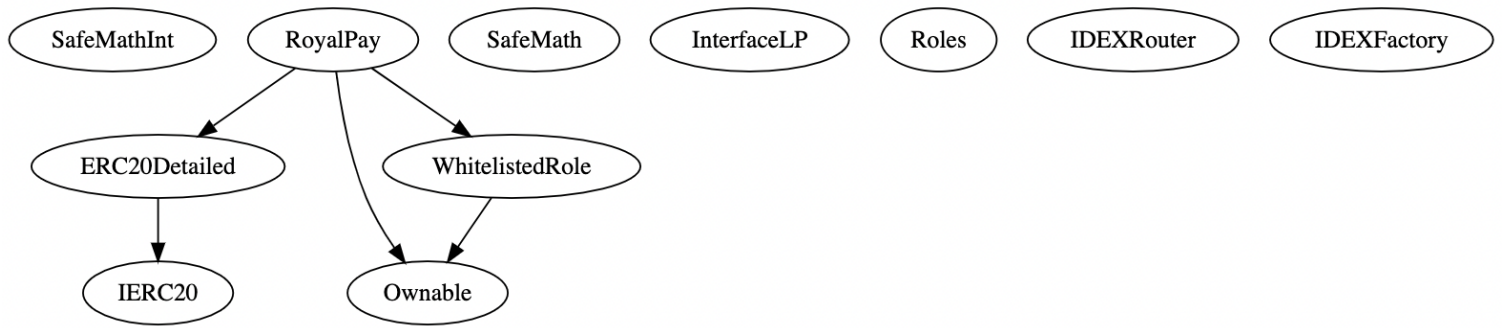 SafeMathInt
RoyalPay
SafeMath
InterfaceLP
Roles
IDEXRouter
IDEXFactory
ERC20Detailed
WhitelistedRole
IERC20
Ownable